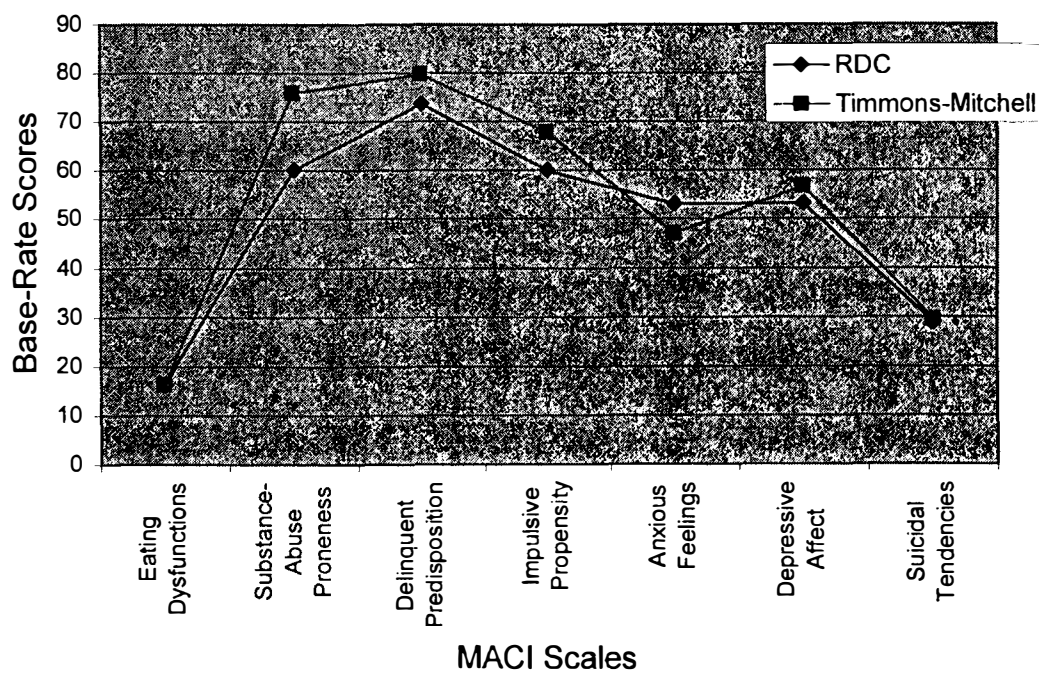 90
80
70
60
50
40
30
20
10
0
Base-Rate Scores
RDC
Timmons-Mitchell
Eating
Dysfunctions
Substance-
Abuse
Proneness
Delinquent
Predisposition
Impulsive
Propensity
Anxious
Feelings
Depressive
Affect
Suicidal
Tendencies
MACI Scales